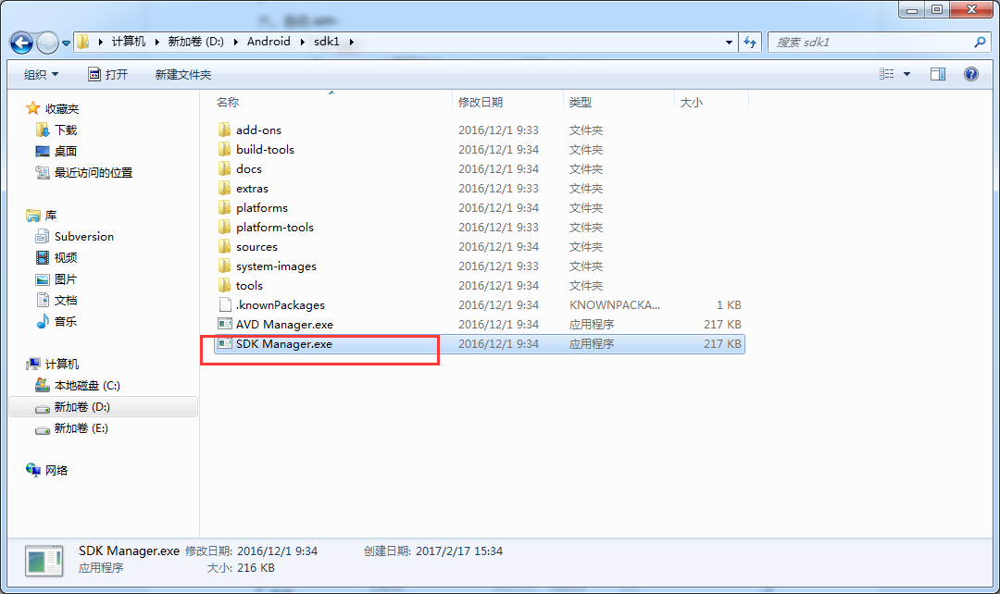 计算机 新加卷 (D:) Android sdk1
搜索 sdk1
组织 打开 新建文件夹
名称 修改日期 类型 大小
收藏夹
下载
桌面
最近访问的位置
库
Subversion
视频
图片
文档
音乐
计算机
本地磁盘 (C:)
新加卷 (D:)
新加卷 (E:)
网络
add-ons 2016/12/1 9:33 文件夹
build-tools 2016/12/1 9:34 文件夹
docs 2016/12/1 9:34 文件夹
extras 2016/12/1 9:33 文件夹
platforms 2016/12/1 9:34 文件夹
platform-tools 2016/12/1 9:33 文件夹
sources 2016/12/1 9:34 文件夹
system-images 2016/12/1 9:33 文件夹
tools 2016/12/1 9:34 文件夹
.knownPackages 2016/12/1 9:34 KNOWNPACKA... 1 KB
AVD Manager.exe 2016/12/1 9:34 应用程序 217 KB
SDK Manager.exe 2016/12/1 9:34 应用程序 217 KB
SDK Manager.exe 修改日期: 2016/12/1 9:34 创建日期: 2017/2/17 15:34
应用程序 大小: 216 KB